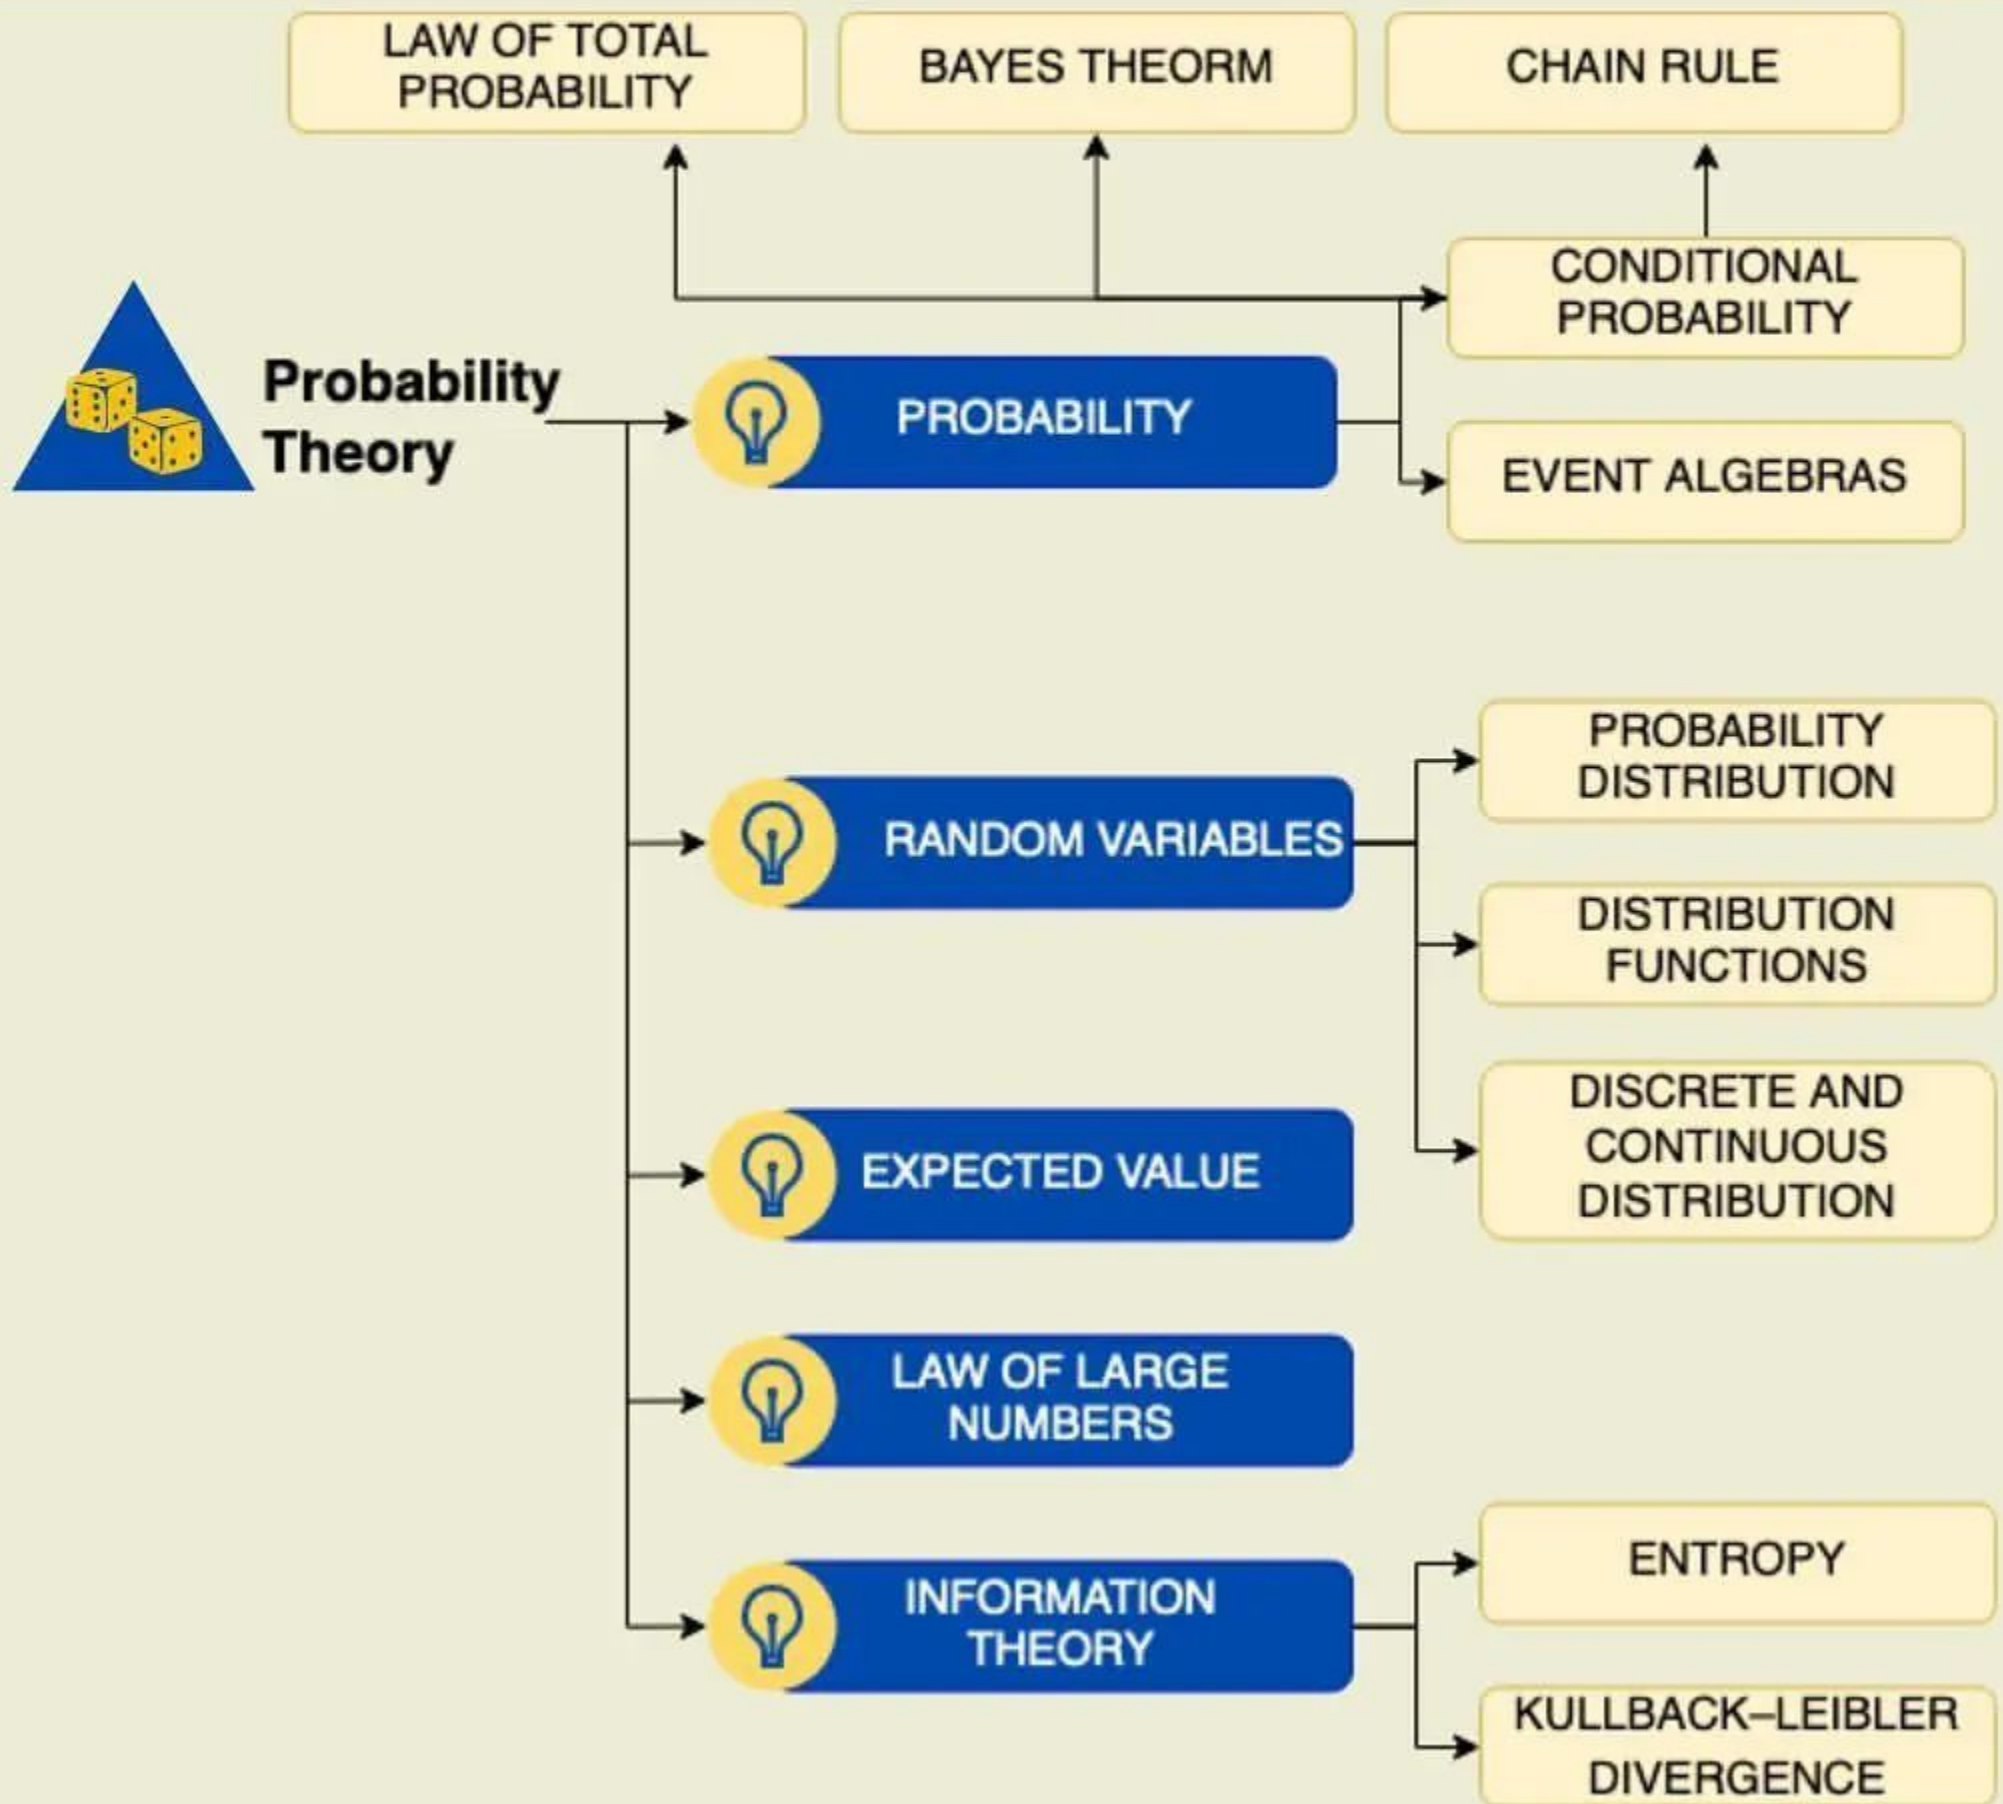 LAW OF TOTAL
PROBABILITY
BAYES THEORM
CHAIN RULE
CONDITIONAL
PROBABILITY
Probability
Theory
PROBABILITY
EVENT ALGEBRAS
RANDOM VARIABLES
PROBABILITY
DISTRIBUTION
DISTRIBUTION
FUNCTIONS
DISCRETE AND
CONTINUOUS
DISTRIBUTION
EXPECTED VALUE
LAW OF LARGE
NUMBERS
INFORMATION
THEORY
ENTROPY
KULLBACK–LEIBLER
DIVERGENCE